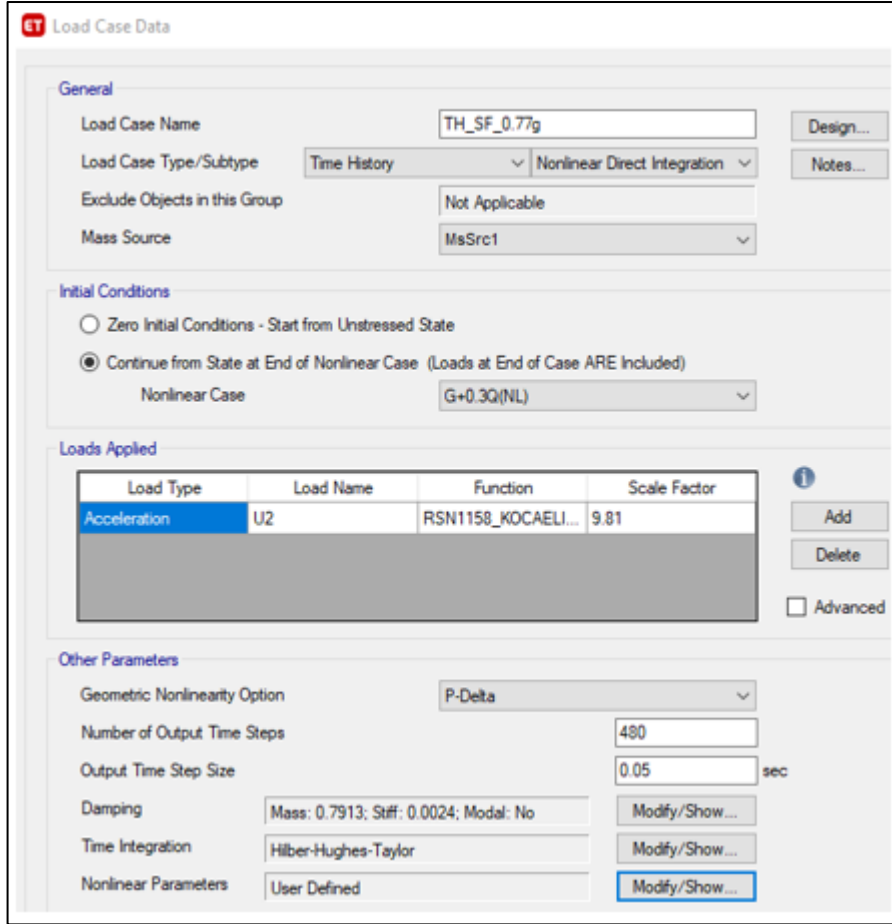 ET Load Case Data
General
Load Case Name TH_SF_0.77g Design...
Load Case Type/Subtype Time History Nonlinear Direct Integration Notes...
Exclude Objects in this Group Not Applicable
Mass Source MsSrc1
Initial Conditions
Zero Initial Conditions - Start from Unstressed State
Continue from State at End of Nonlinear Case (Loads at End of Case ARE Included)
Nonlinear Case G+0.3Q(NL)
Loads Applied
Load Type Load Name Function Scale Factor
Acceleration U2 RSN1158_KOCAELI... 9.81 Add
Delete
Advanced
Other Parameters
Geometric Nonlinearity Option P-Delta
Number of Output Time Steps 480
Output Time Step Size 0.05 sec
Damping Mass: 0.7913; Stiff: 0.0024; Modal: No Modify/Show...
Time Integration Hilber-Hughes-Taylor Modify/Show...
Nonlinear Parameters User Defined Modify/Show...